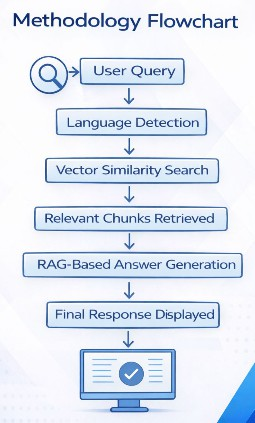 Methodology Flowchart
User Query
Language Detection
Vector Similarity Search
Relevant Chunks Retrieved
RAG-Based Answer Generation
Final Response Displayed